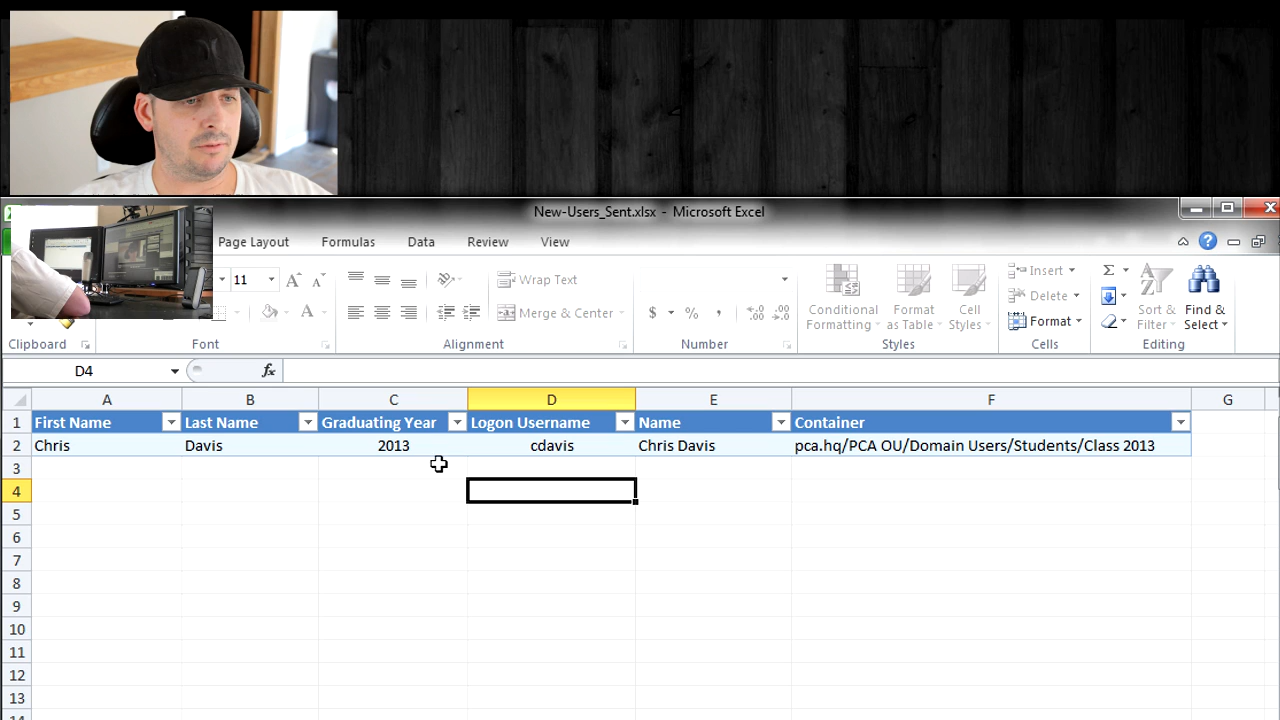 New-Users_Sent.xlsx - Microsoft Excel
Page Layout Formulas Data Review View
11 Wrap Text Insert
Merge & Center $ % , Conditional Formatting Format as Table Cell Styles Delete Format Sort & Filter Find & Select
Clipboard Font Alignment Number Styles Cells Editing
D4 fx
A B C D E F G
1 First Name Last Name Graduating Year Logon Username Name Container
2 Chris Davis 2013 cdavis Chris Davis pca.hq/PCA OU/Domain Users/Students/Class 2013
3
4
5
6
7
8
9
10
11
12
13